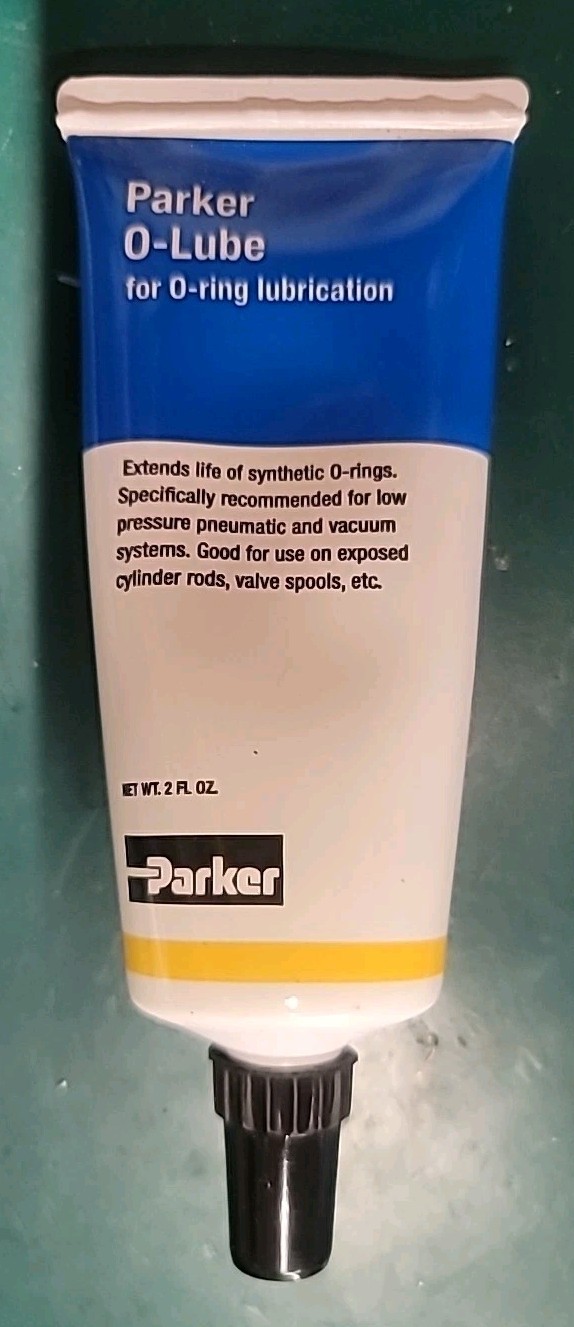 Parker
O-Lube
for O-ring lubrication
Extends life of synthetic O-rings.
Specifically recommended for low
pressure pneumatic and vacuum
systems. Good for use on exposed
cylinder rods, valve spools, etc.
NET WT. 2 FL OZ.
Parker